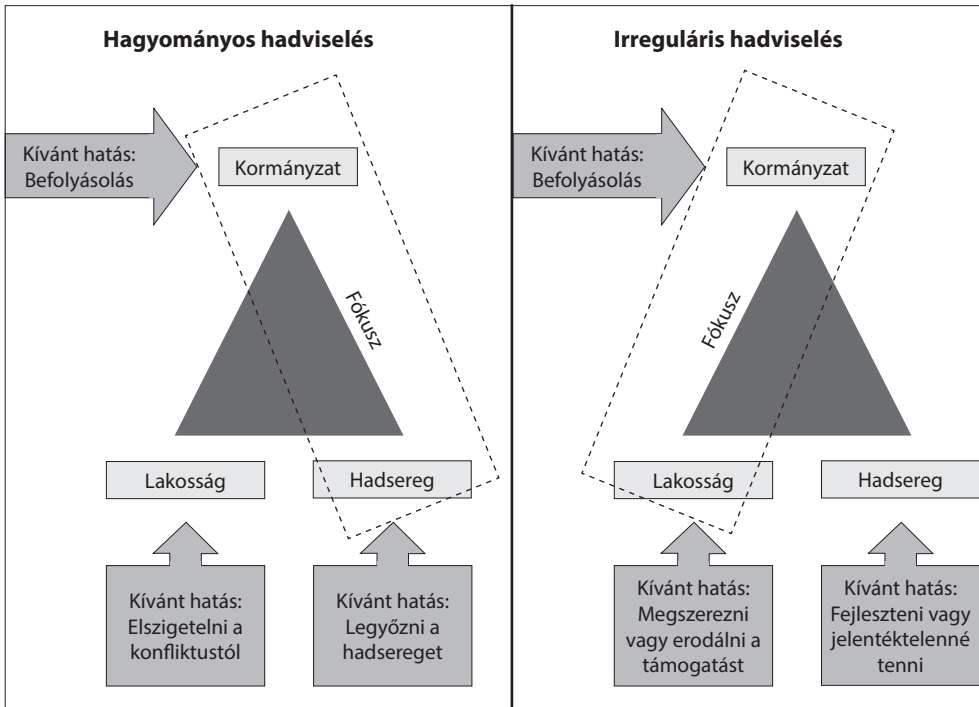 Hagyományos hadviselés
Kívánt hatás:
Befolyásolás
Kormányzat
Fókusz
Lakosság
Hadsereg
Kívánt hatás:
Elszigetelni a
konfliktustól
Kívánt hatás:
Legyőzni a
hadsereget
Irreguláris hadviselés
Kívánt hatás:
Befolyásolás
Kormányzat
Fókusz
Lakosság
Hadsereg
Kívánt hatás:
Megszerezni
vagy erodálni a
támogatást
Kívánt hatás:
Fejleszteni vagy
jelentéktelenné
tenni